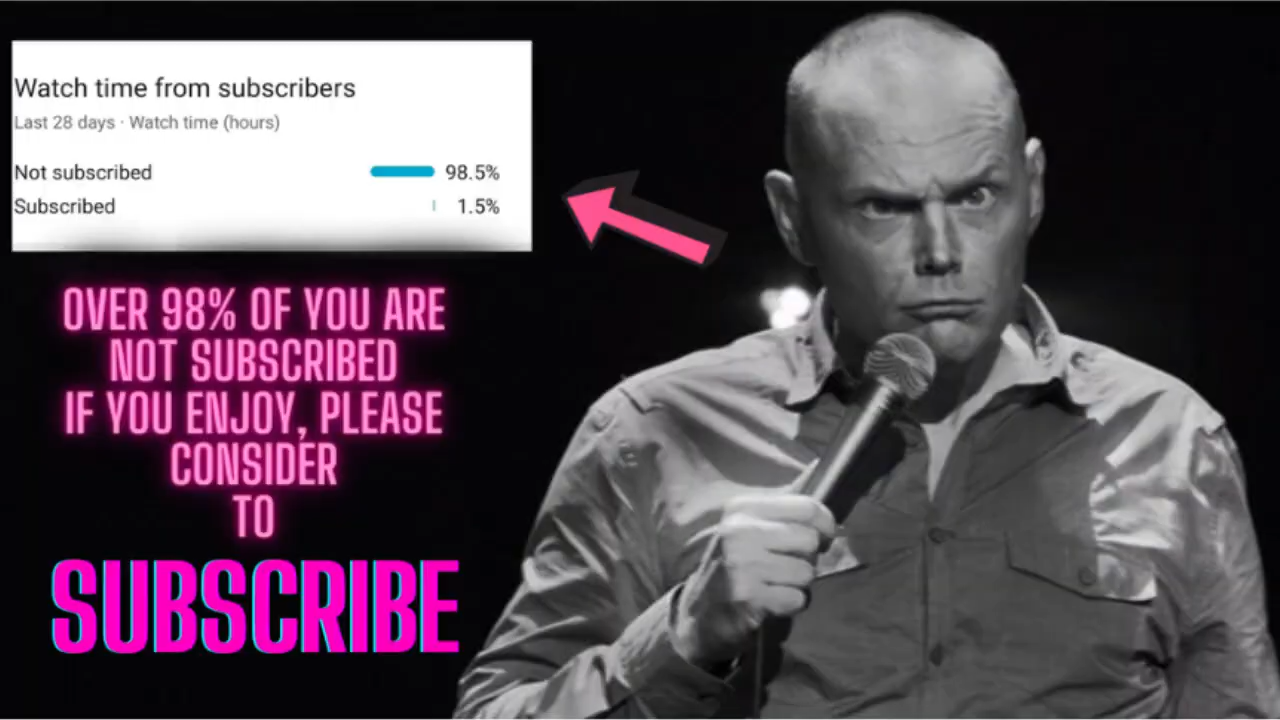 Watch time from subscribers
Last 28 days · Watch time (hours)
Not subscribed 98.5%
Subscribed 1.5%
OVER 98% OF YOU ARE
NOT SUBSCRIBED
IF YOU ENJOY, PLEASE
CONSIDER
TO
SUBSCRIBE